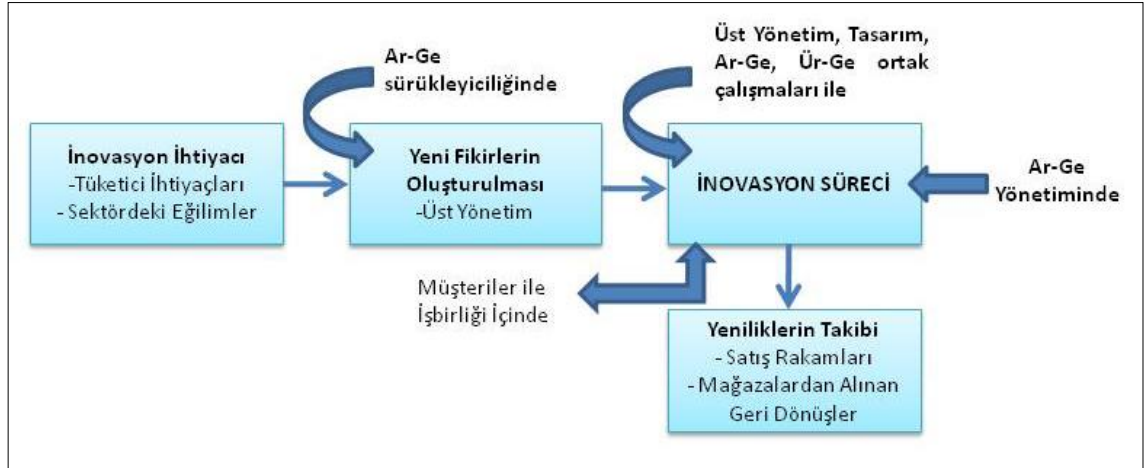 Ar-Ge
sürükleyiciliğinde
Üst Yönetim, Tasarım,
Ar-Ge, Ür-Ge ortak
çalışmaları ile
İnovasyon İhtiyacı
-Tüketici İhtiyaçları
- Sektördeki Eğilimler
Yeni Fikirlerin
Oluşturulması
-Üst Yönetim
İNOVASYON SÜRECİ
Ar-Ge
Yönetiminde
Müşteriler ile
İşbirliği İçinde
Yeniliklerin Takibi
- Satış Rakamları
- Mağazalardan Alınan
Geri Dönüşler